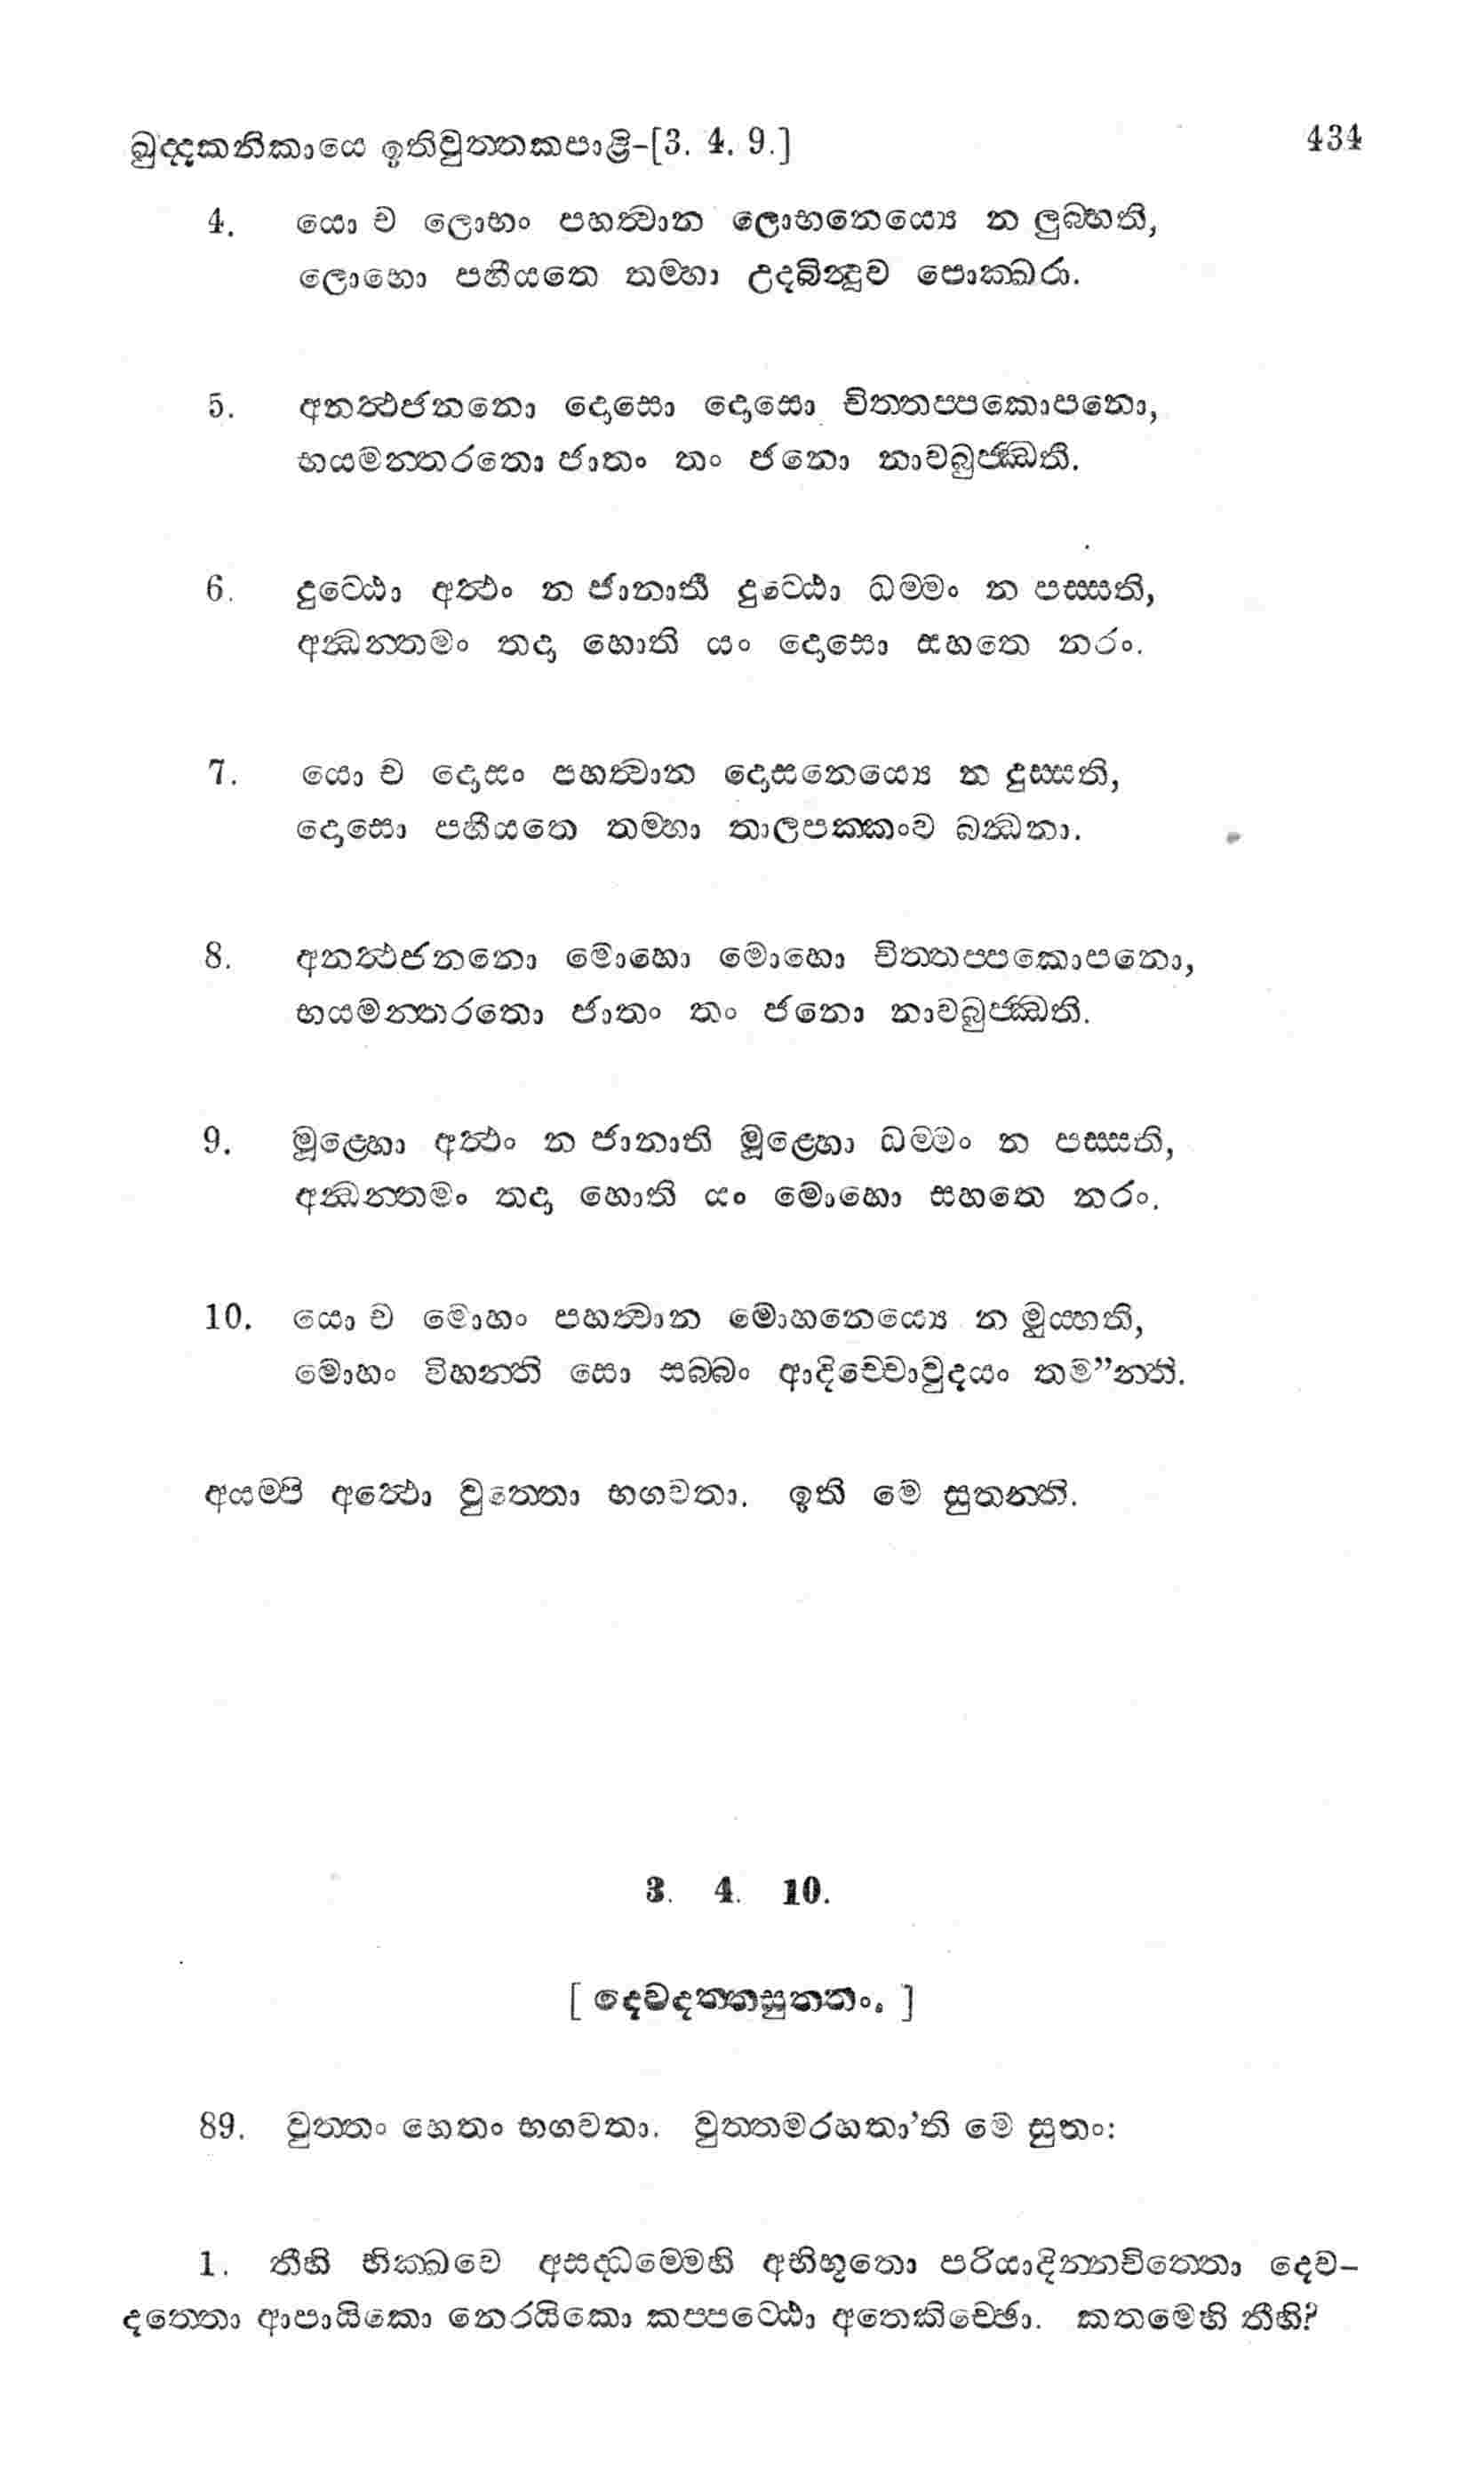 ඛුද්දකනිකායෙ ඉතිවුත්තකපාළි-[3. 4. 9.] 434
4. යො ච ලොභං පහත්වාන ලොභනෙය්‍යෙ න ලුබ්භති,
ලොභො පහීයතෙ තම්හා උදබින්දුව පොක්ඛරා.
5. අනත්ථජනනො දොසො දොසො චිත්තප්පකොපනො,
භයමන්තරතො ජාතං තං ජනො නාවබුජ්ඣති.
6. දුට්ඨො අත්ථං න ජානාති දුට්ඨො ධම්මං න පස්සති,
අන්ධන්තමං තදා හොති යං දොසො සහතෙ නරං.
7. යො ච දොසං පහත්වාන දොසනෙය්‍යෙ න දුස්සති,
දොසො පහීයතෙ තම්හා තාලපක්කංව බන්ධනා.
8. අනත්ථජනනො මොහො මොහො චිත්තප්පකොපනො,
භයමන්තරතො ජාතං තං ජනො නාවබුජ්ඣති.
9. මූළ්හො අත්ථං න ජානාති මූළ්හො ධම්මං න පස්සති,
අන්ධන්තමං තදා හොති යං මොහො සහතෙ නරං.
10. යො ච මොහං පහත්වාන මොහනෙය්‍යෙ න මුය්හති,
මොහං විහන්ති සො සබ්බං ආදිච්චොවුදයං තම”න්ති.
අයම්පි අත්ථො වුත්තො භගවතා. ඉති මෙ සුතන්ති.
3. 4. 10.
[ දෙවදත්තසුත්තං. ]
89. වුත්තං හෙතං භගවතා. වුත්තමරහතා’ති මෙ සුතං:
1. තීහි භික්ඛවෙ අසද්ධම්මෙහි අභිභූතො පරියාදින්නචිත්තො දෙව-
දත්තො ආපායිකො නෙරයිකො කප්පට්ඨො අතෙකිච්ඡො. කතමෙහි තීහි?